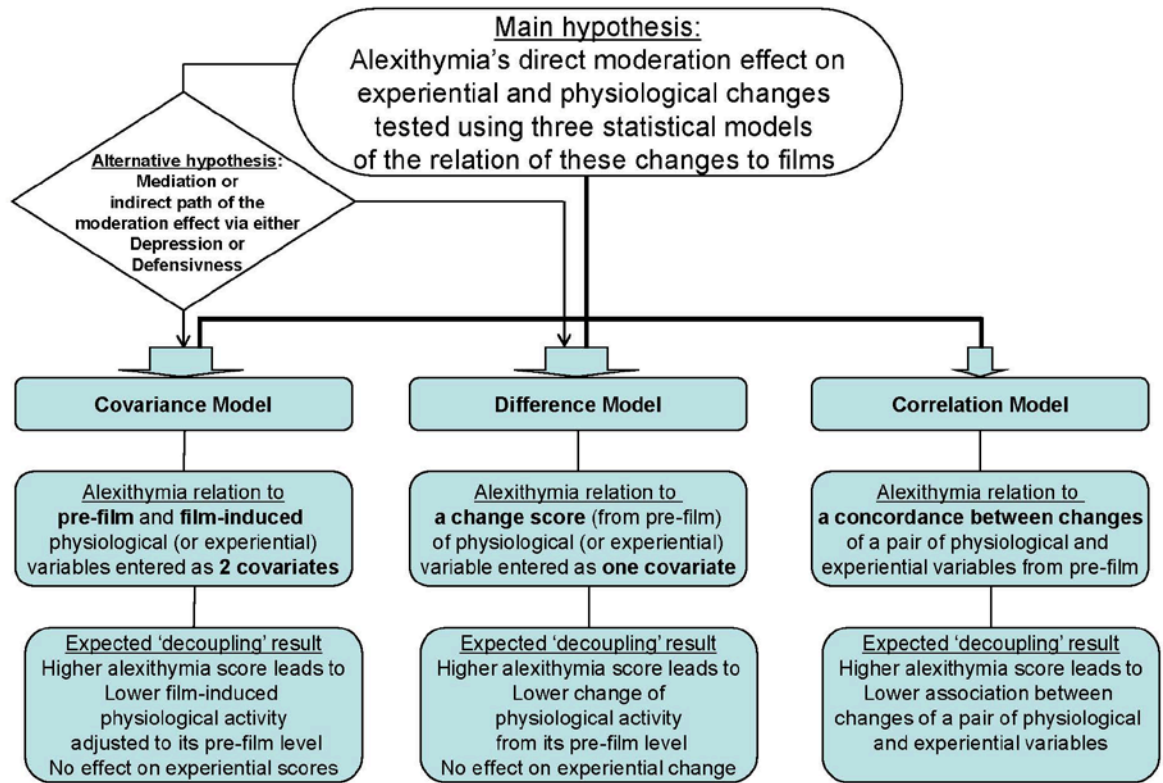 Main hypothesis:
Alexithymia's direct moderation effect on
experiential and physiological changes
tested using three statistical models
of the relation of these changes to films
Alternative hypothesis:
Mediation or
indirect path of the
moderation effect via either
Depression or
Defensivness
Covariance Model
Difference Model
Correlation Model
Alexithymia relation to
pre-film and film-induced
physiological (or experiential)
variables entered as 2 covariates
Alexithymia relation to
a change score (from pre-film)
of physiological (or experiential)
variable entered as one covariate
Alexithymia relation to
a concordance between changes
of a pair of physiological and
experiential variables from pre-film
Expected 'decoupling' result
Higher alexithymia score leads to
Lower film-induced
physiological activity
adjusted to its pre-film level
No effect on experiential scores
Expected 'decoupling' result
Higher alexithymia score leads to
Lower change of
physiological activity
from its pre-film level
No effect on experiential change
Expected 'decoupling' result
Higher alexithymia score leads to
Lower association between
changes of a pair of physiological
and experiential variables